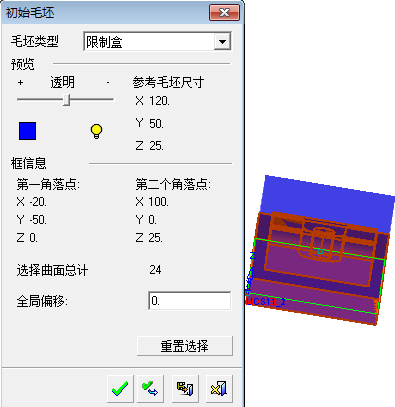 初始毛坯
毛坯类型 限制盒
预览
+ 透明 - 参考毛坯尺寸
X 120.
Y 50.
Z 25.
框信息
第一角落点: 第二个角落点:
X -20. X 100.
Y -50. Y 0.
Z 0. Z 25.
选择曲面总计 24
全局偏移: 0.
重置选择